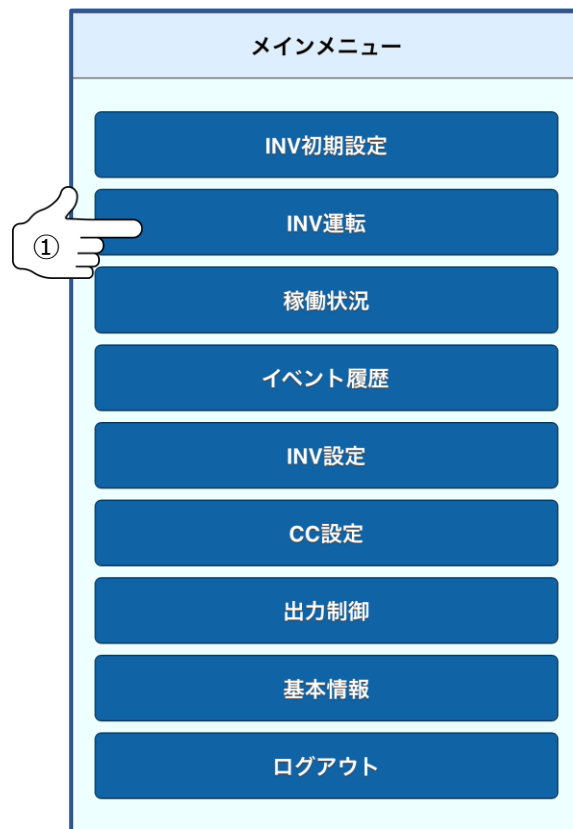 メインメニュー
INV初期設定
INV運転
①
稼働状況
イベント履歴
INV設定
CC設定
出力制御
基本情報
ログアウト